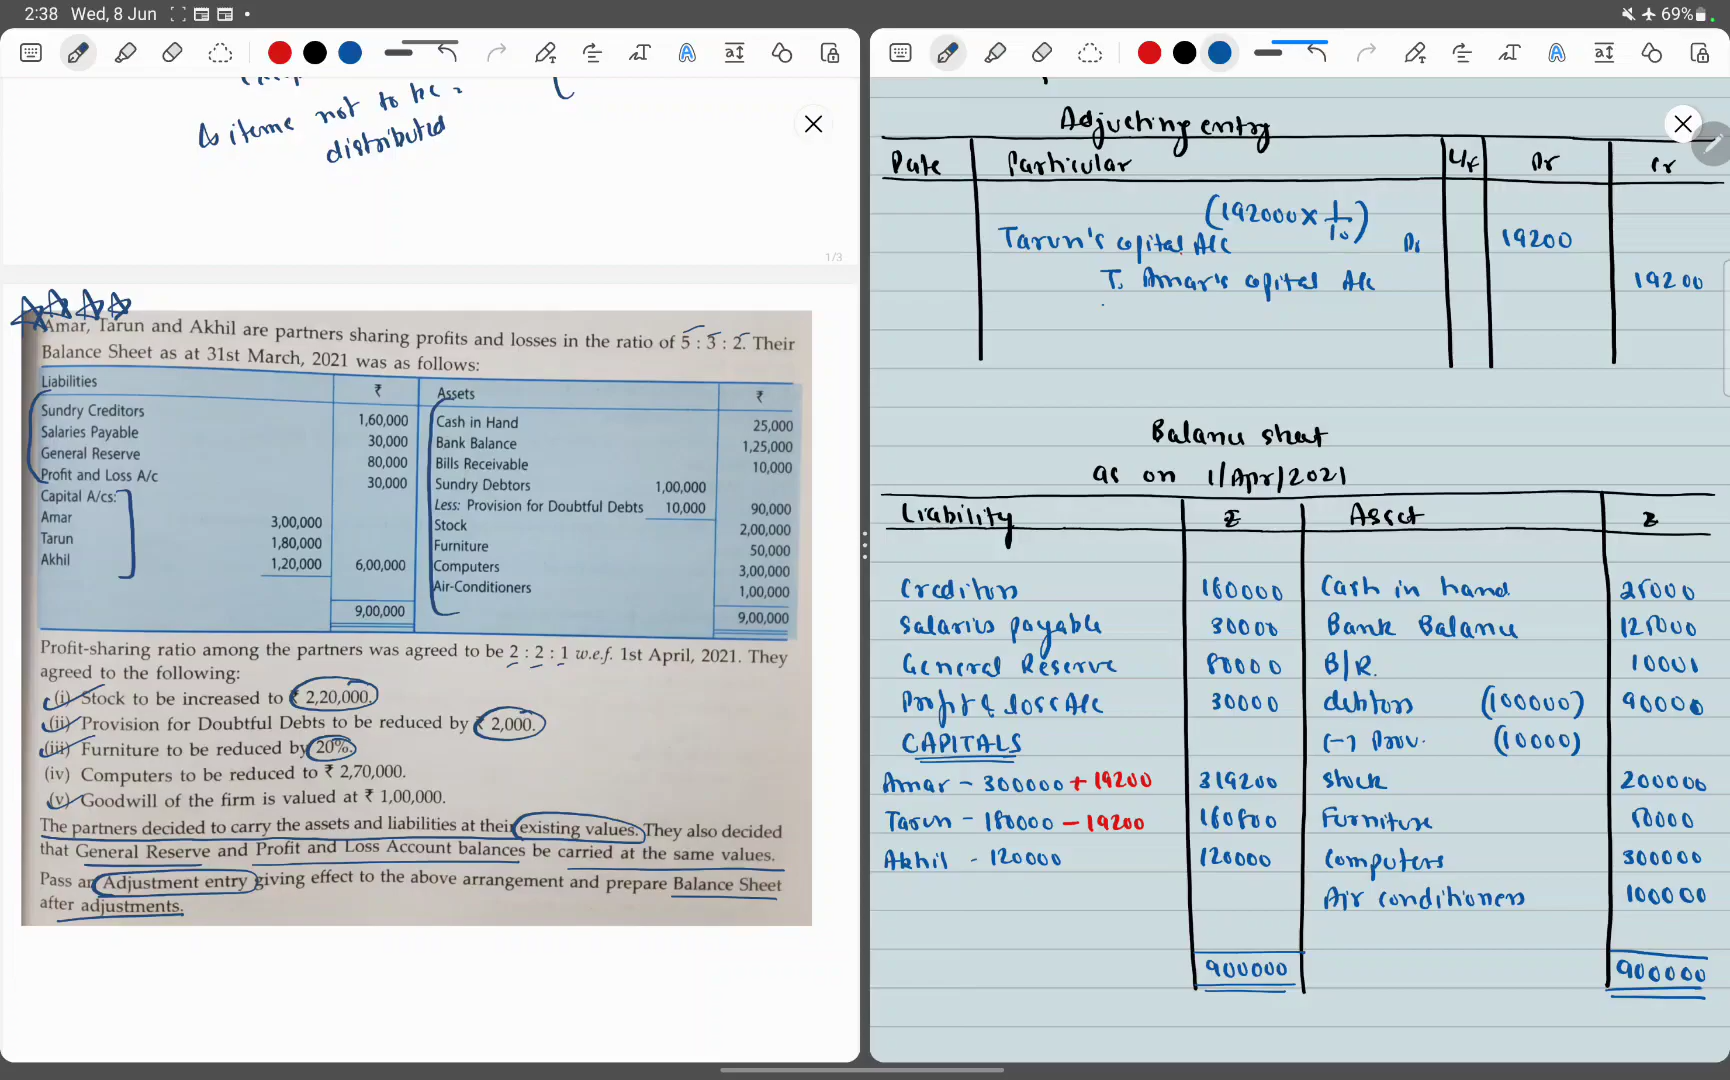 2:38 Wed, 8 Jun
69%
↳ items not to be
distributed
1/3
Amar, Tarun and Akhil are partners sharing profits and losses in the ratio of 5 : 3 : 2. Their
Balance Sheet as at 31st March, 2021 was as follows:
Liabilities ₹ Assets ₹
Sundry Creditors 1,60,000 Cash in Hand 25,000
Salaries Payable 30,000 Bank Balance 1,25,000
General Reserve 80,000 Bills Receivable 10,000
Profit and Loss A/c 30,000 Sundry Debtors 1,00,000
Capital A/cs: Less: Provision for Doubtful Debts 10,000 90,000
Amar 3,00,000 Stock 2,00,000
Tarun 1,80,000 Furniture 50,000
Akhil 1,20,000 6,00,000 Computers 3,00,000
Air-Conditioners 1,00,000
9,00,000 9,00,000
Profit-sharing ratio among the partners was agreed to be 2 : 2 : 1 w.e.f. 1st April, 2021. They
agreed to the following:
(i) Stock to be increased to ₹ 2,20,000.
(ii) Provision for Doubtful Debts to be reduced by ₹ 2,000.
(iii) Furniture to be reduced by 20%.
(iv) Computers to be reduced to ₹ 2,70,000.
(v) Goodwill of the firm is valued at ₹ 1,00,000.
The partners decided to carry the assets and liabilities at their existing values. They also decided
that General Reserve and Profit and Loss Account balances be carried at the same values.
Pass an Adjustment entry giving effect to the above arrangement and prepare Balance Sheet
after adjustments.
Adjusting entry
Date Particular L/f Dr Cr
(192000 × 1/10)
Tarun's capital A/c Dr 19200
To Amar's capital A/c 19200
Balance sheet
as on 1/Apr/2021
Liability ₹ Asset ₹
Creditors 160000 Cash in hand 25000
Salaries payable 30000 Bank Balance 125000
General Reserve 80000 B/R. 10000
Profit & loss A/c 30000 debtors (100000) 90000
CAPITALS (-) Prov. (10000)
Amar - 300000 + 19200 319200 Stock 200000
Tarun - 180000 - 19200 160800 Furniture 50000
Akhil - 120000 120000 Computers 300000
Air conditioners 100000
900000 900000